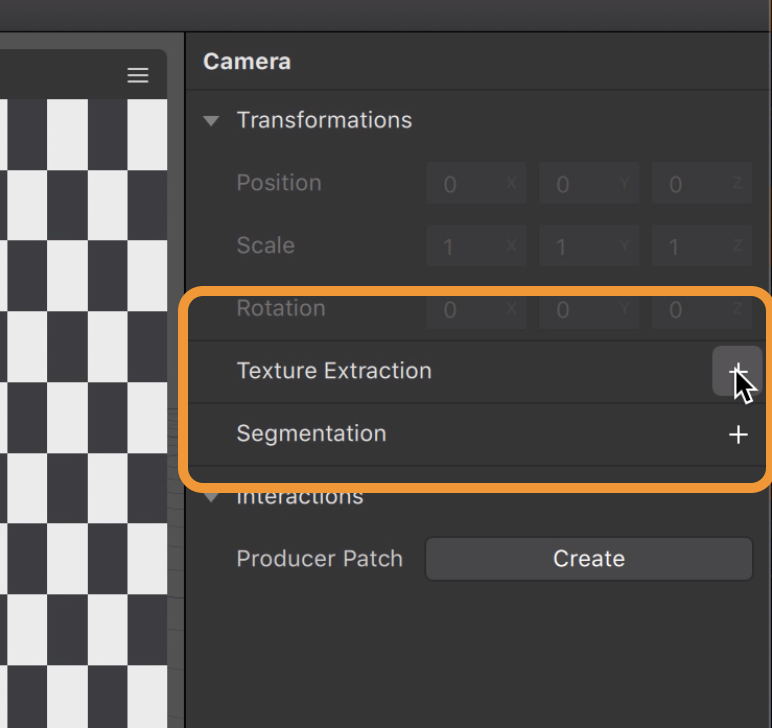 Camera
Transformations
Position 0 X 0 Y 0 Z
Scale 1 X 1 Y 1 Z
Rotation 0 X 0 Y 0 Z
Texture Extraction +
Segmentation +
Interactions
Producer Patch Create